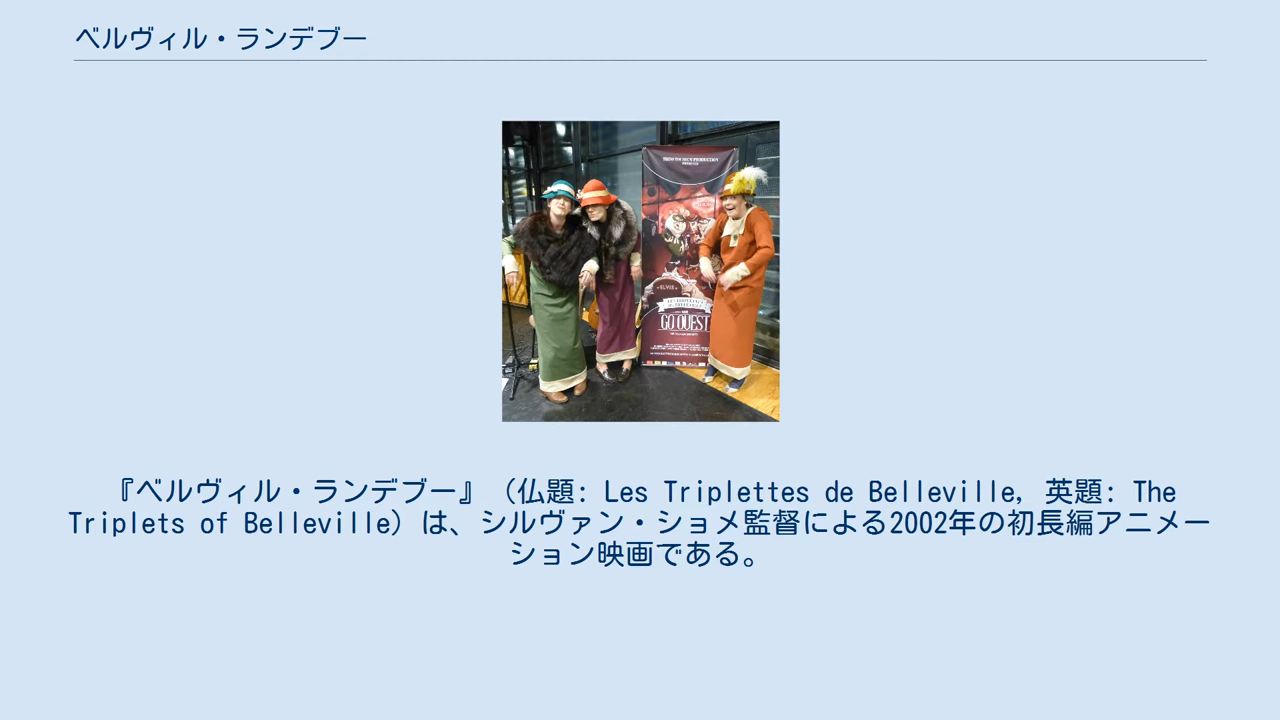 ベルヴィル・ランデブー
GO OUEST
『ベルヴィル・ランデブー』（仏題: Les Triplettes de Belleville, 英題: The
Triplets of Belleville）は、シルヴァン・ショメ監督による2002年の初長編アニメー
ション映画である。